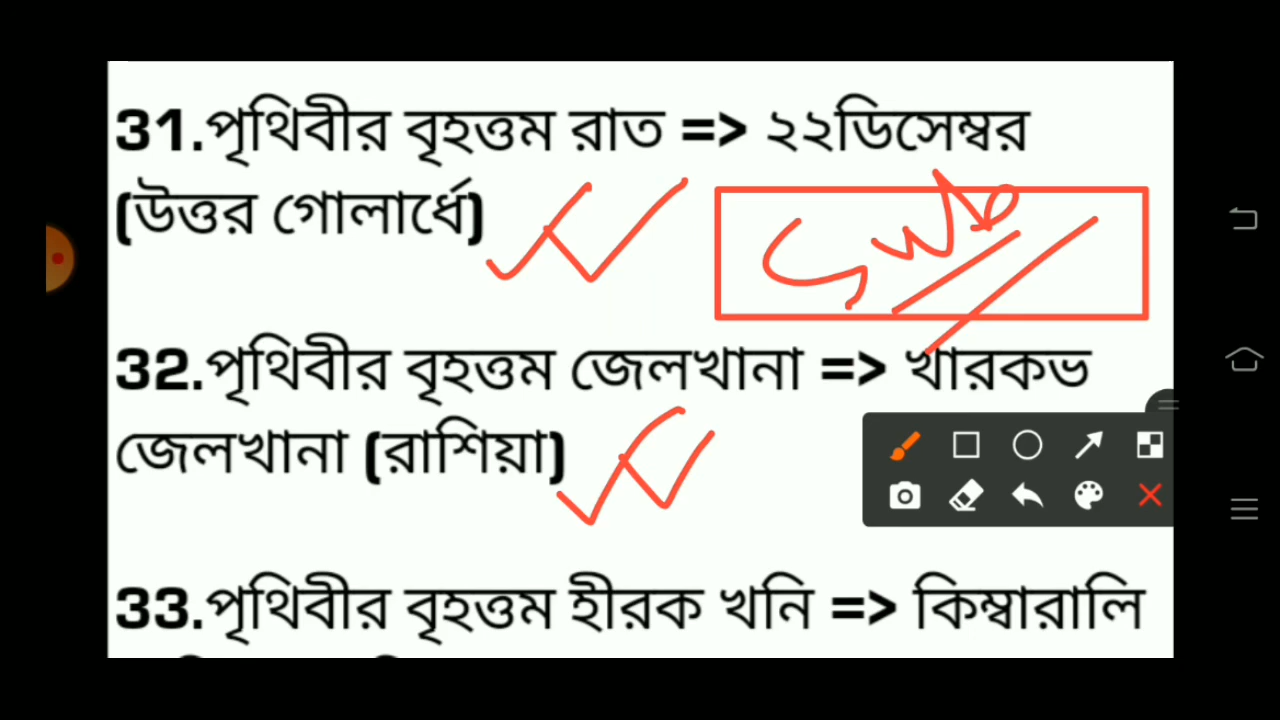 31.পৃথিবীর বৃহত্তম রাত => ২২ডিসেম্বর
(উত্তর গোলার্ধে)
32.পৃথিবীর বৃহত্তম জেলখানা => খারকভ
জেলখানা (রাশিয়া)
33.পৃথিবীর বৃহত্তম হীরক খনি => কিম্বারালি